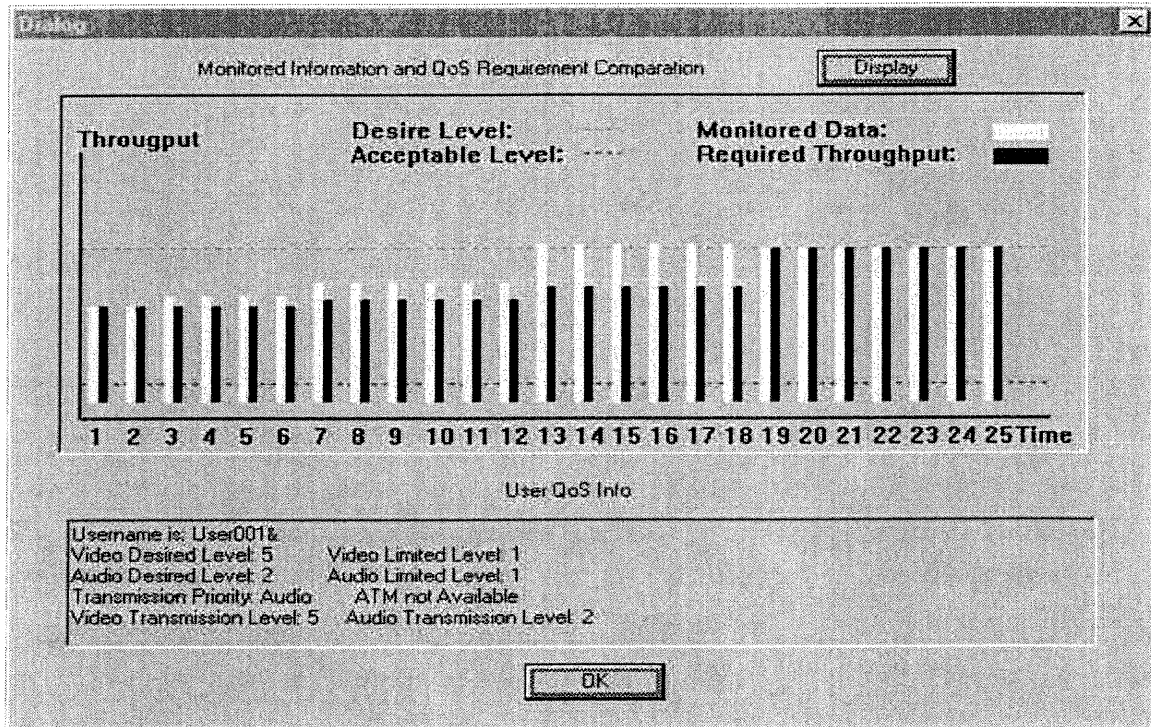 Dialog
Monitored Information and QoS Requirement Comparation
Display
Througput
Desire Level:
Acceptable Level:
Monitored Data:
Required Throughput:
1 2 3 4 5 6 7 8 9 10 11 12 13 14 15 16 17 18 19 20 21 22 23 24 25 Time
User QoS Info
Username is: User001&
Video Desired Level: 5 Video Limited Level: 1
Audio Desired Level: 2 Audio Limited Level: 1
Transmission Priority: Audio ATM not Available
Video Transmission Level: 5 Audio Transmission Level: 2
OK